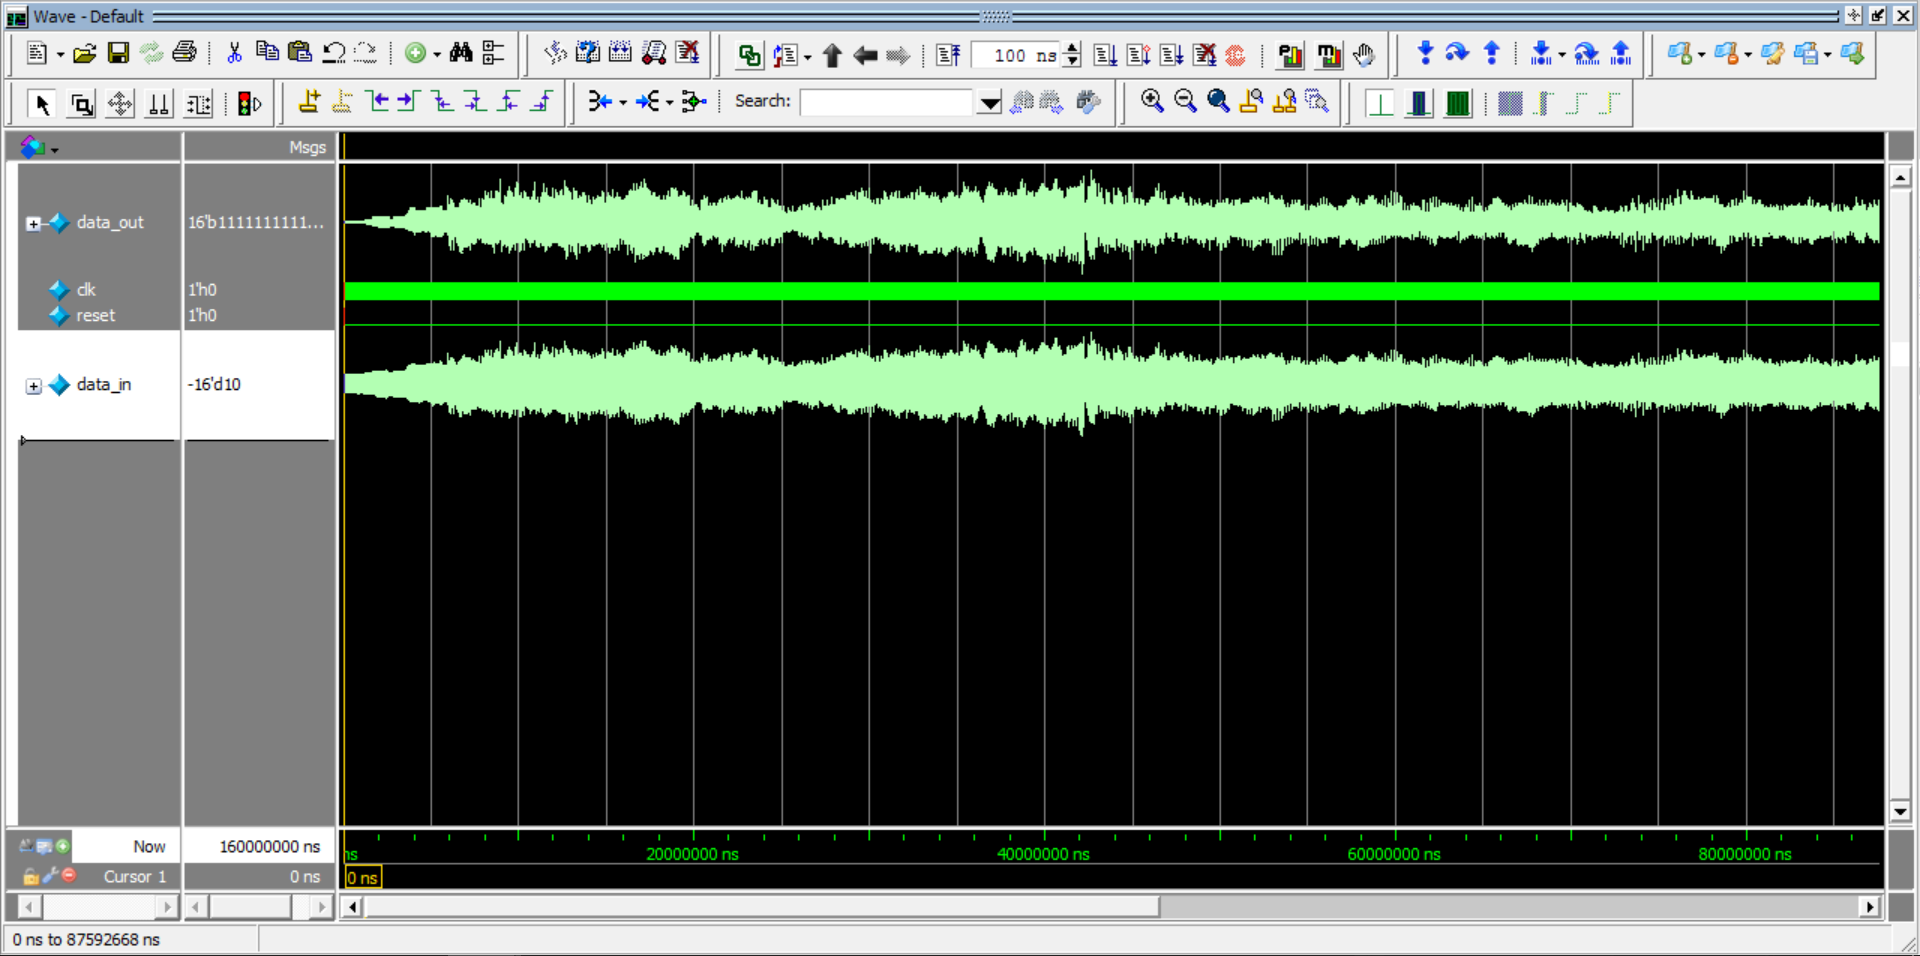 Wave - Default
100 ns
Search:
Msgs
data_out 16'b1111111111...
clk 1'h0
reset 1'h0
data_in -16'd10
Now 160000000 ns
ns 20000000 ns 40000000 ns 60000000 ns 80000000 ns
Cursor 1 0 ns
0 ns
0 ns to 87592668 ns